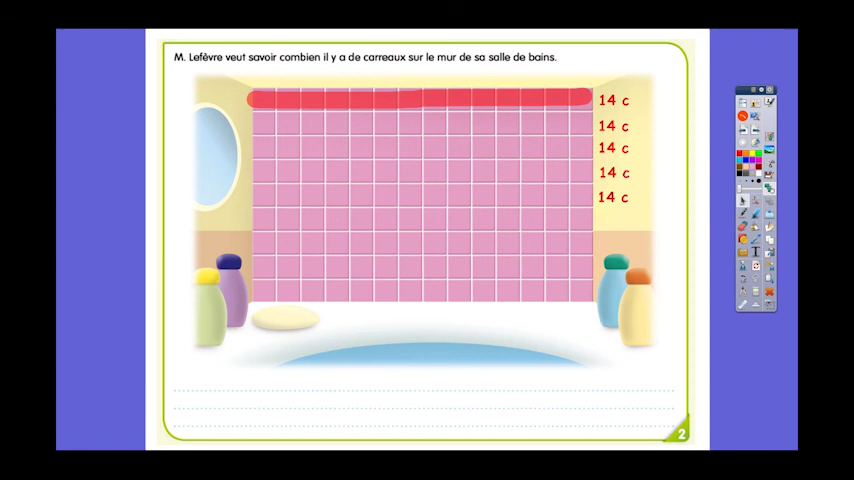 M. Lefèvre veut savoir combien il y a de carreaux sur le mur de sa salle de bains.
14 c
14 c
14 c
14 c
14 c
2